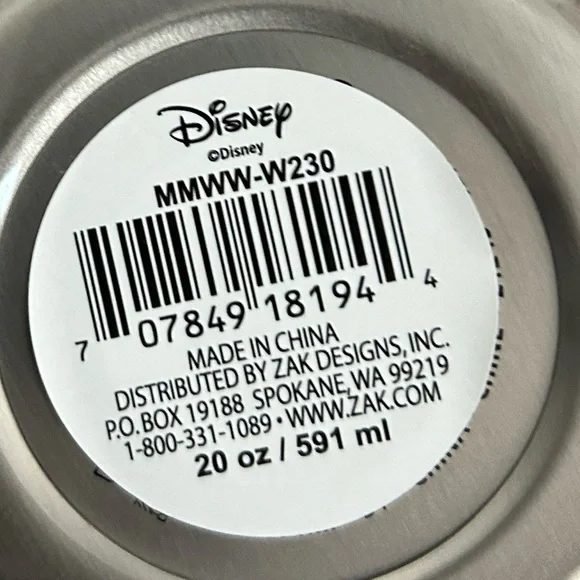 Disney
©Disney
MMWW-W230
7 07849 18194 4
MADE IN CHINA
DISTRIBUTED BY ZAK DESIGNS, INC.
P.O. BOX 19188 SPOKANE, WA 99219
1-800-331-1089 • WWW.ZAK.COM
20 oz / 591 ml